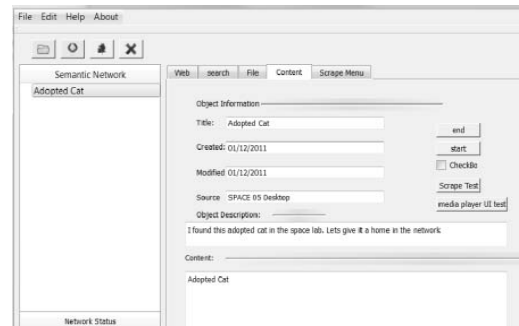 File Edit Help About
Semantic Network
Adopted Cat
Network Status
Web search File Content Scrape Menu
Object Information
Title: Adopted Cat
Created: 01/12/2011
Modified 01/12/2011
Source SPACE 05 Desktop
end
start
CheckBo
Scrape Test
media player UI test
Object Description:
I found this adopted cat in the space lab. Lets give it a home in the network
Content:
Adopted Cat